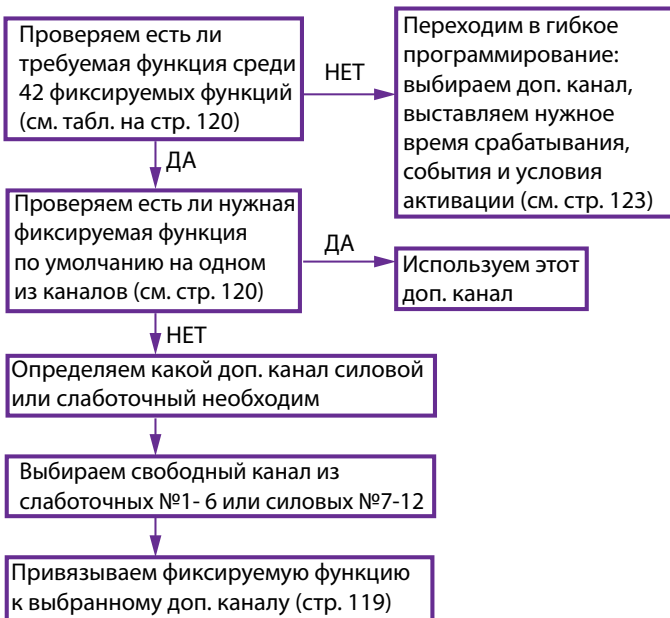 Проверяем есть ли
требуемая функция среди
42 фиксируемых функций
(см. табл. на стр. 120)
НЕТ
Переходим в гибкое
программирование:
выбираем доп. канал,
выставляем нужное
время срабатывания,
события и условия
активации (см. стр. 123)
ДА
Проверяем есть ли нужная
фиксируемая функция
по умолчанию на одном
из каналов (см. стр. 120)
ДА
Используем этот
доп. канал
НЕТ
Определяем какой доп. канал силовой
или слаботочный необходим
Выбираем свободный канал из
слаботочных №1- 6 или силовых №7-12
Привязываем фиксируемую функцию
к выбранному доп. каналу (стр. 119)